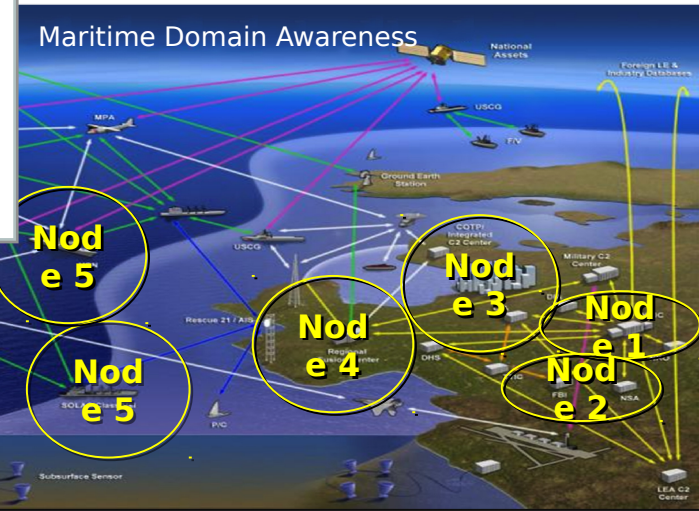 Maritime Domain Awareness
National
Assets
Foreign LE &
Industry Databases
MPA
USCG
F/V
Ground Earth
Station
COTP/
Integrated
C2 Center
USCG
Military C2
Center
Nod
e 5
Nod
e 3
Nod
e 1
Rescue 21 / AIS
Nod
e 4
Regional
Fusion Center
DHS
Nod
e 2
FBI
NSA
Nod
e 5
P/C
Subsurface Sensor
LEA C2
Center